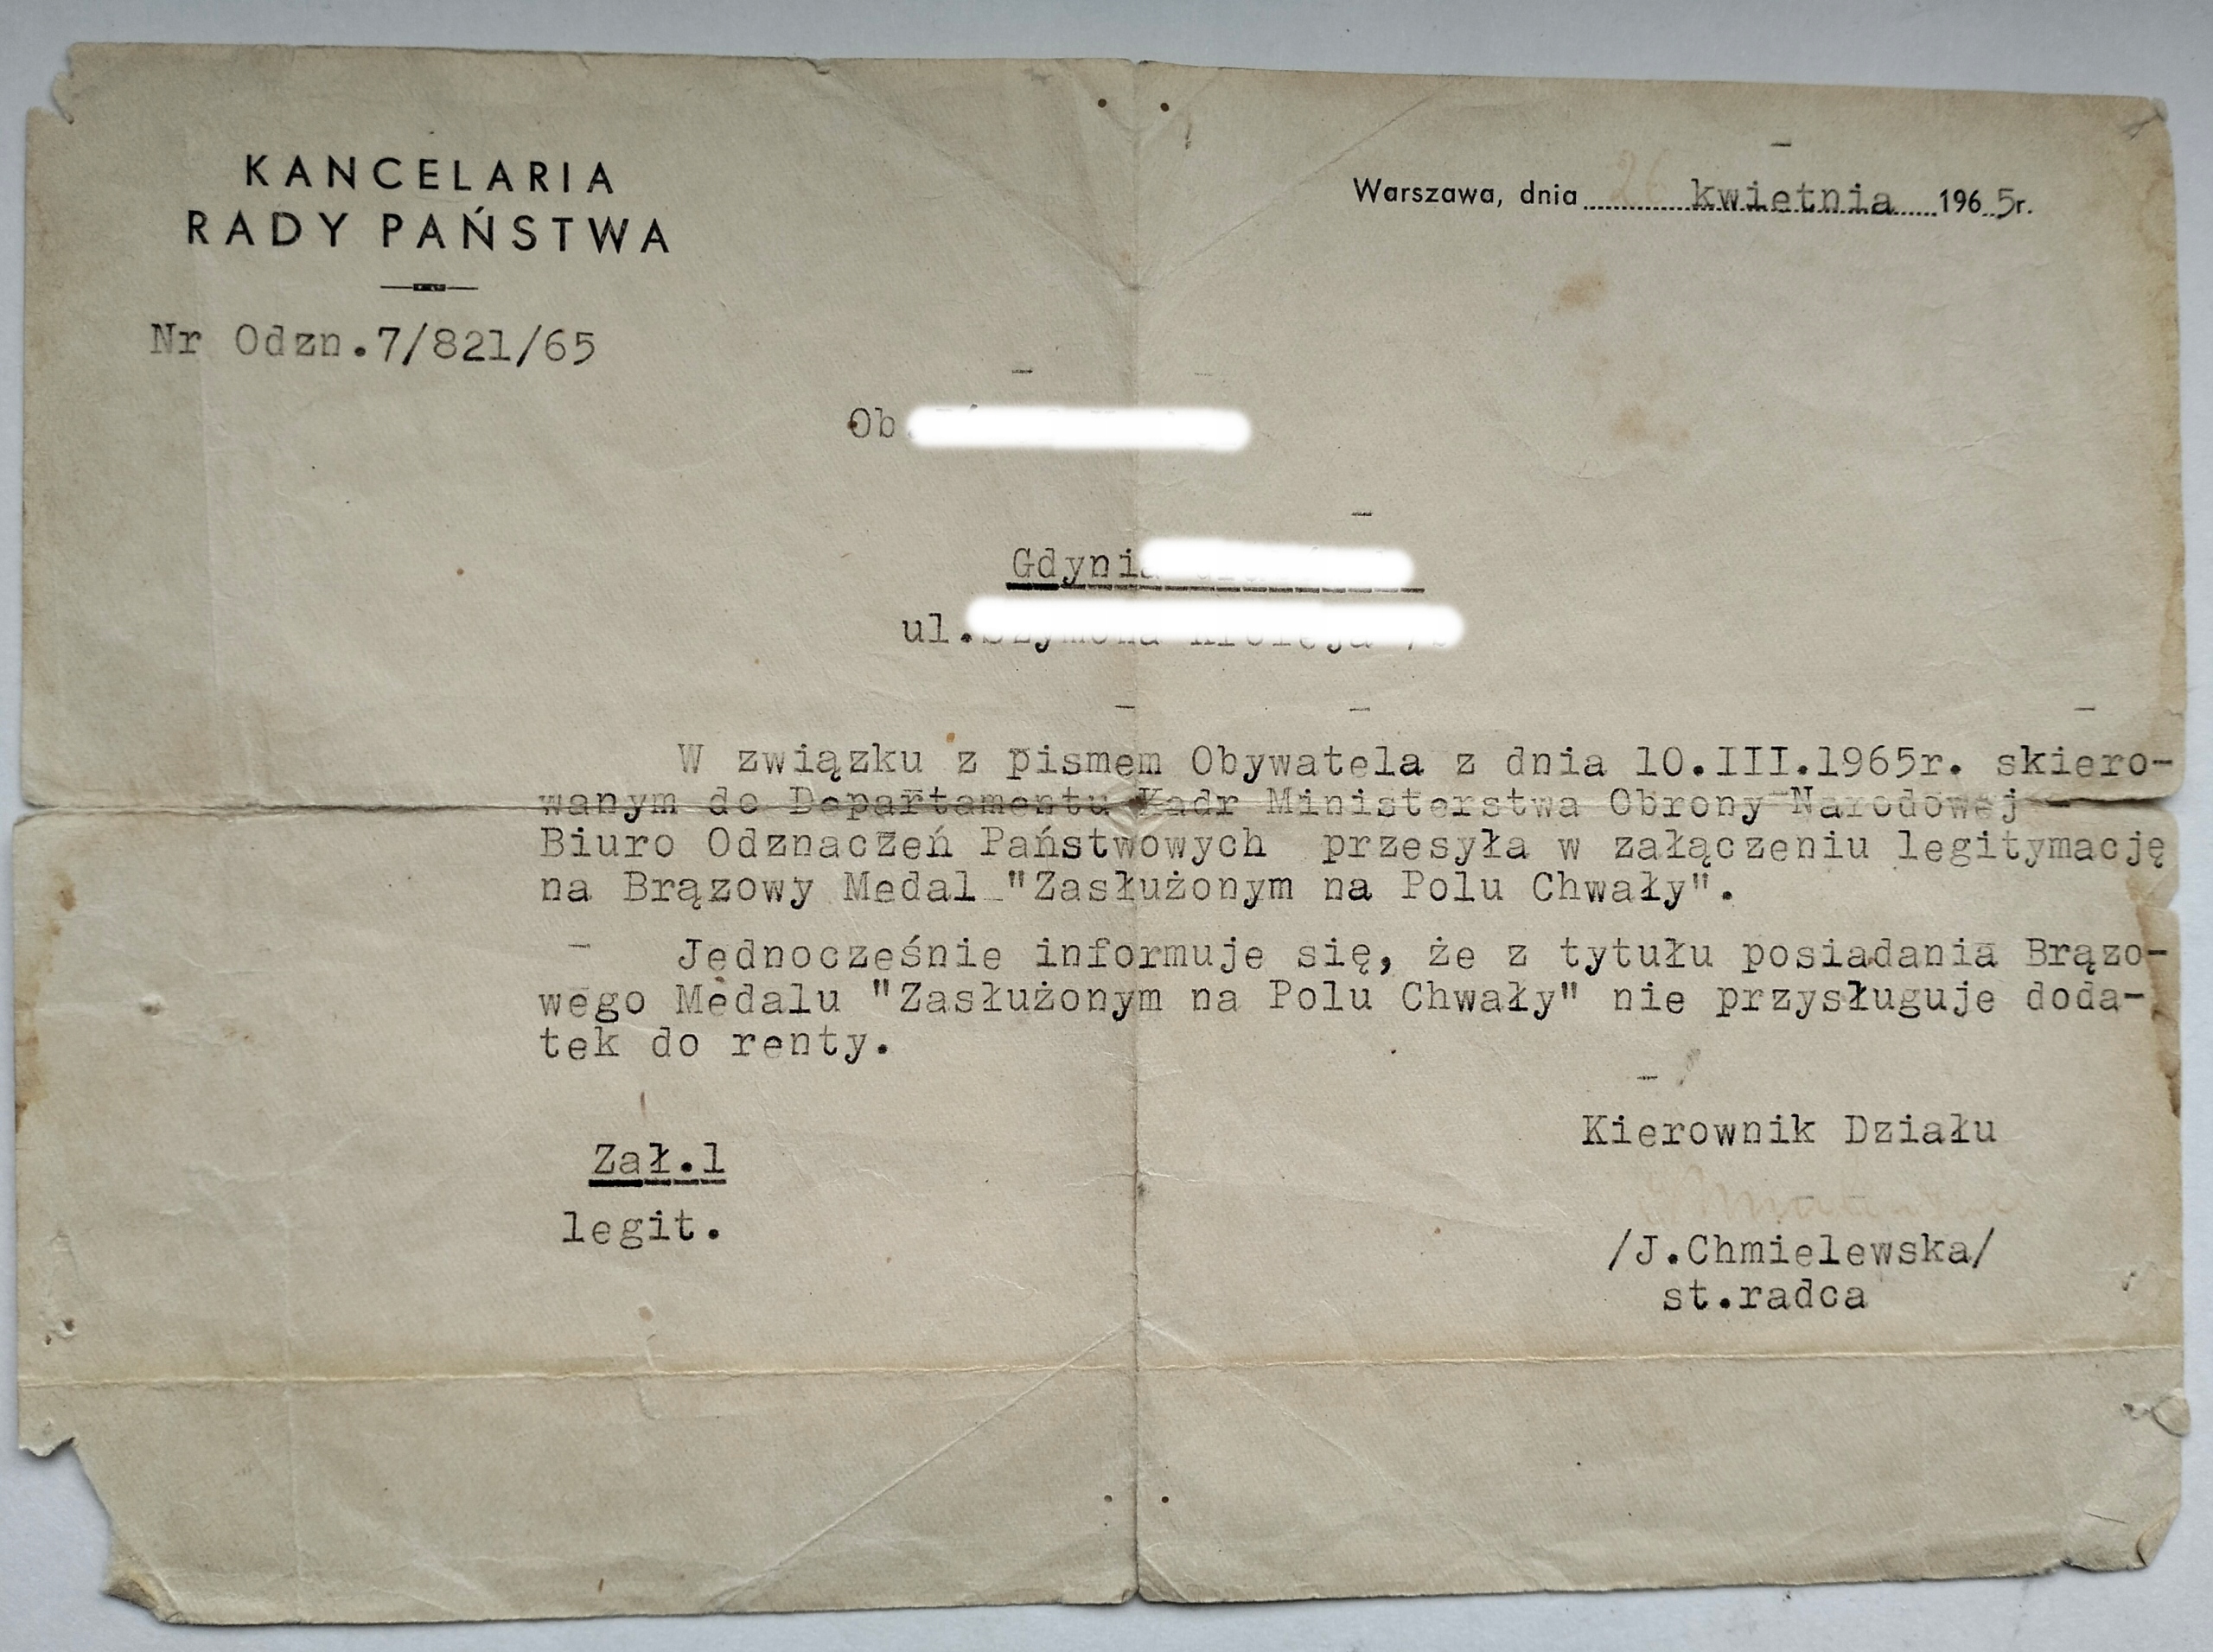 KANCELARIA
RADY PAŃSTWA
Warszawa, dnia 26 kwietnia 1965r.
Nr Odzn.7/821/65
Ob
Gdyni
ul.
W związku z pismem Obywatela z dnia 10.III.1965r. skiero-
wanym do Departamentu Kadr Ministerstwa Obrony Narodowej -
Biuro Odznaczeń Państwowych przesyła w załączeniu legitymację
na Brązowy Medal "Zasłużonym na Polu Chwały".
Jednocześnie informuje się, że z tytułu posiadania Brązo-
wego Medalu "Zasłużonym na Polu Chwały" nie przysługuje doda-
tek do renty.
Kierownik Działu
Zał.1
legit.
/J.Chmielewska/
st.radca